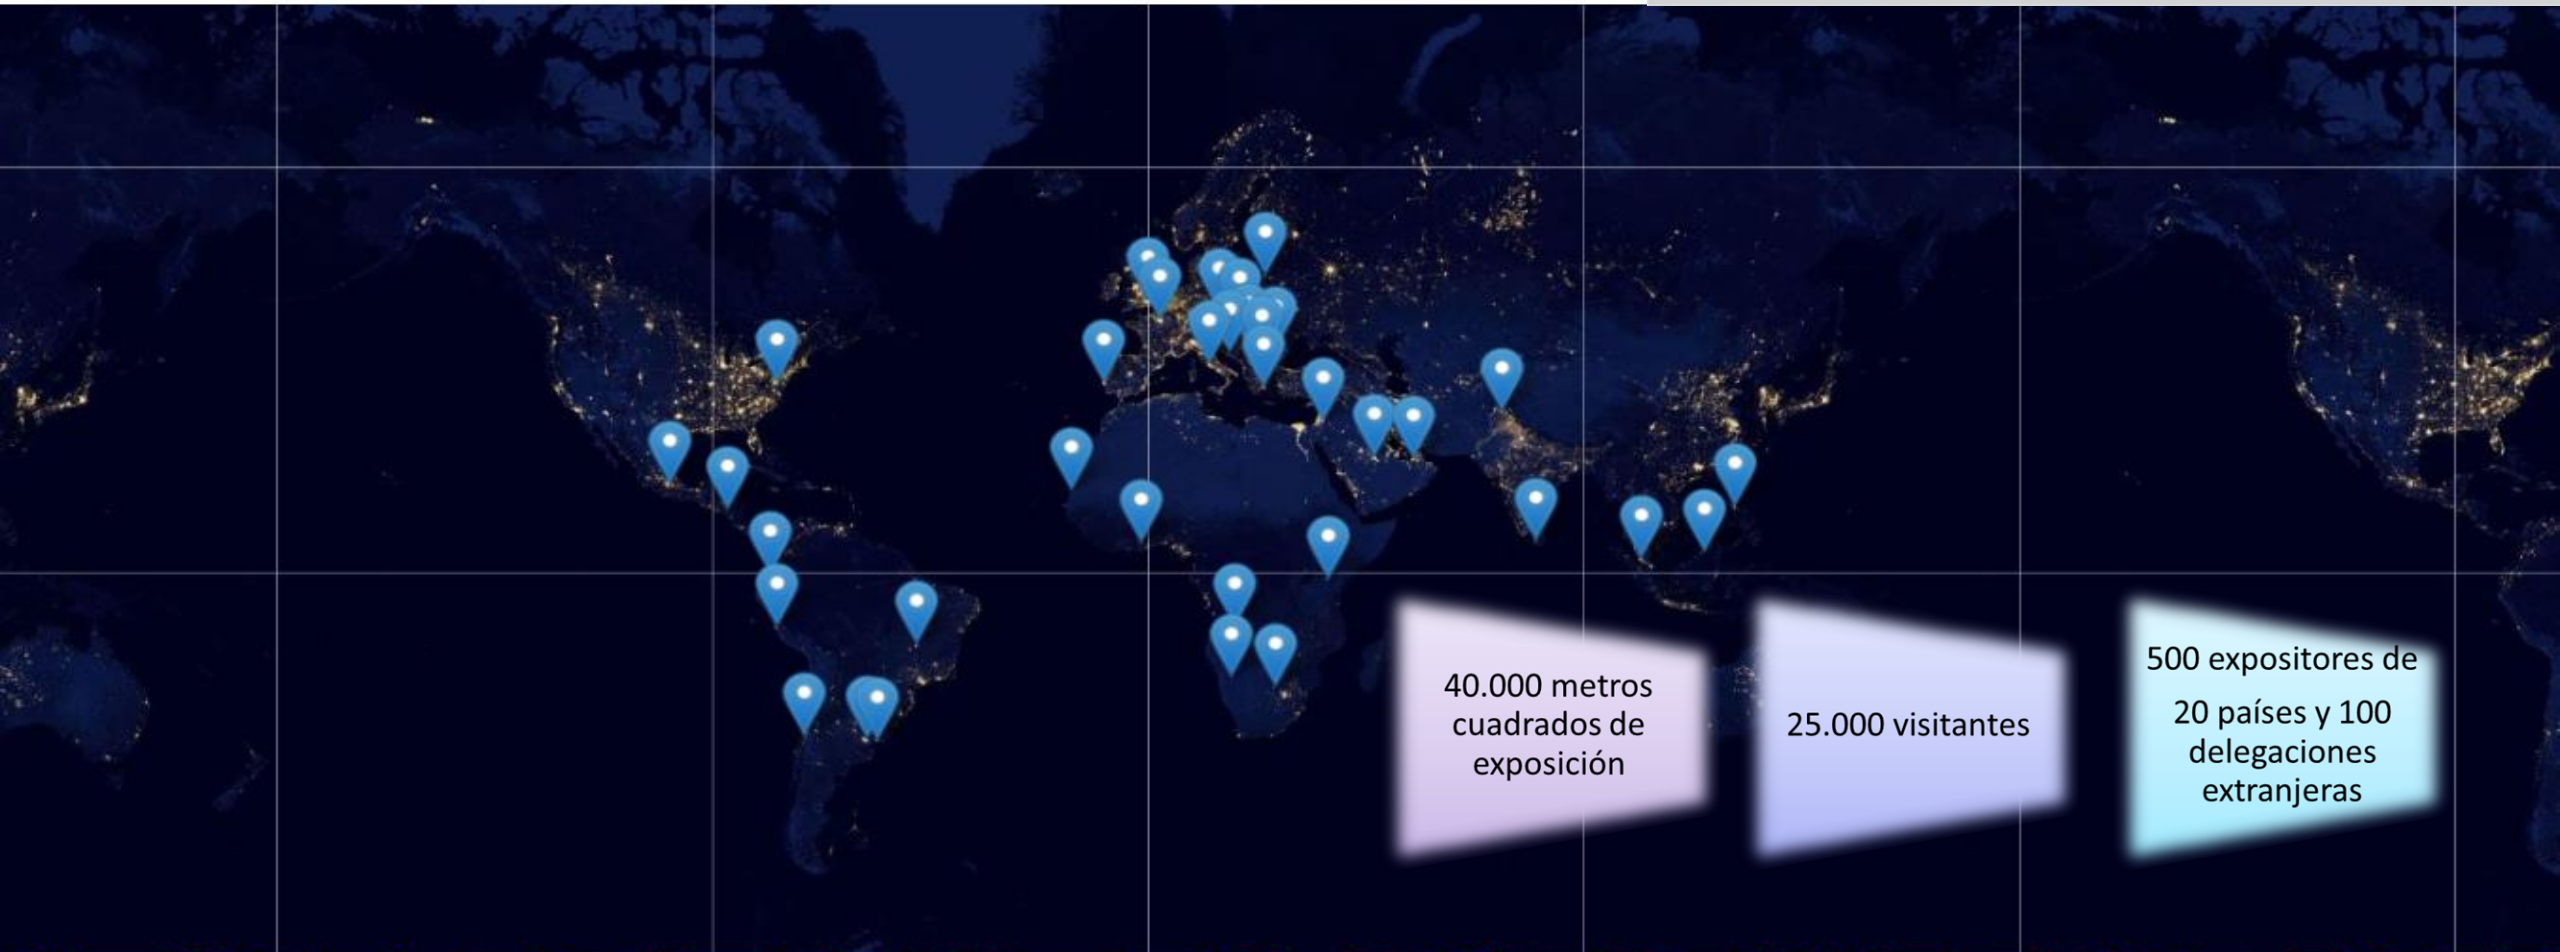 40.000 metros
cuadrados de
exposición
25.000 visitantes
500 expositores de
20 países y 100
delegaciones
extranjeras